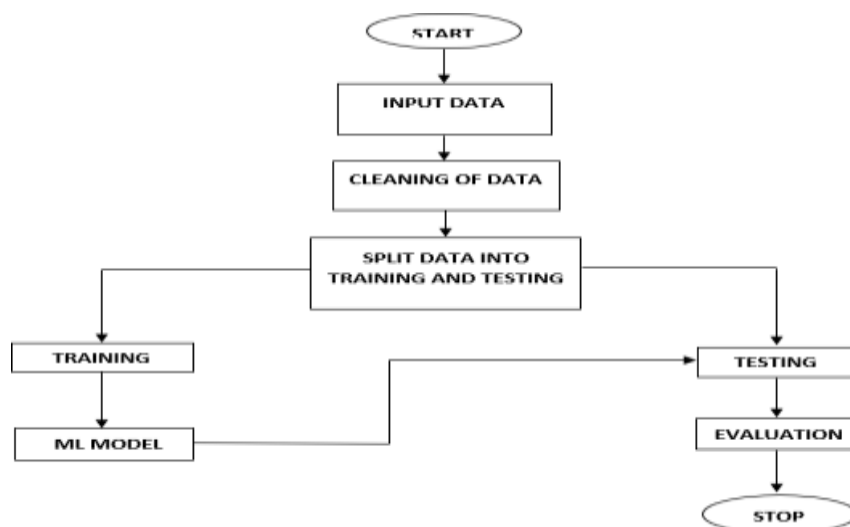 START
INPUT DATA
CLEANING OF DATA
SPLIT DATA INTO
TRAINING AND TESTING
TRAINING
TESTING
ML MODEL
EVALUATION
STOP